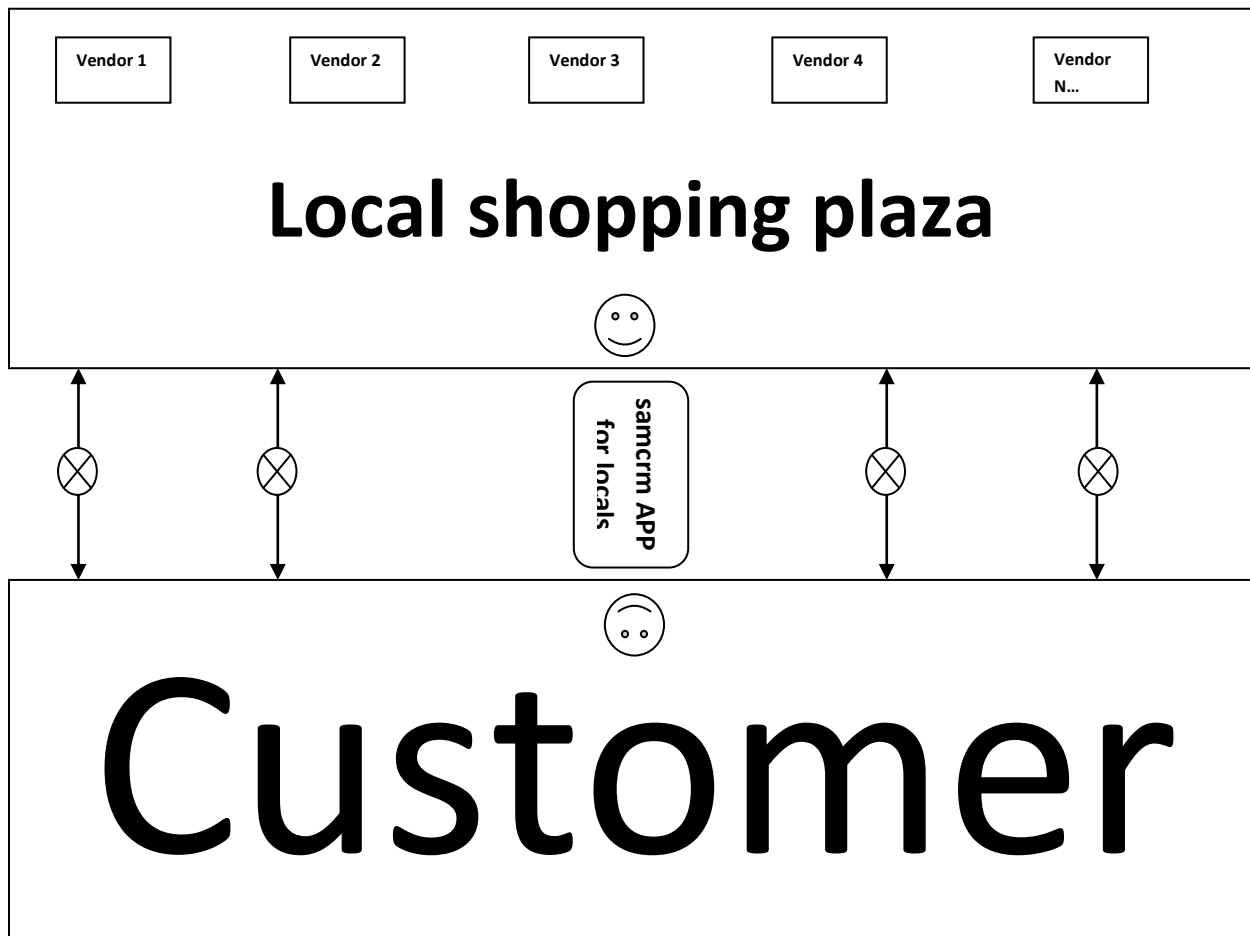 Vendor 1
Vendor 2
Vendor 3
Vendor 4
Vendor
N...
Local shopping plaza
samcrm APP
for locals
Customer